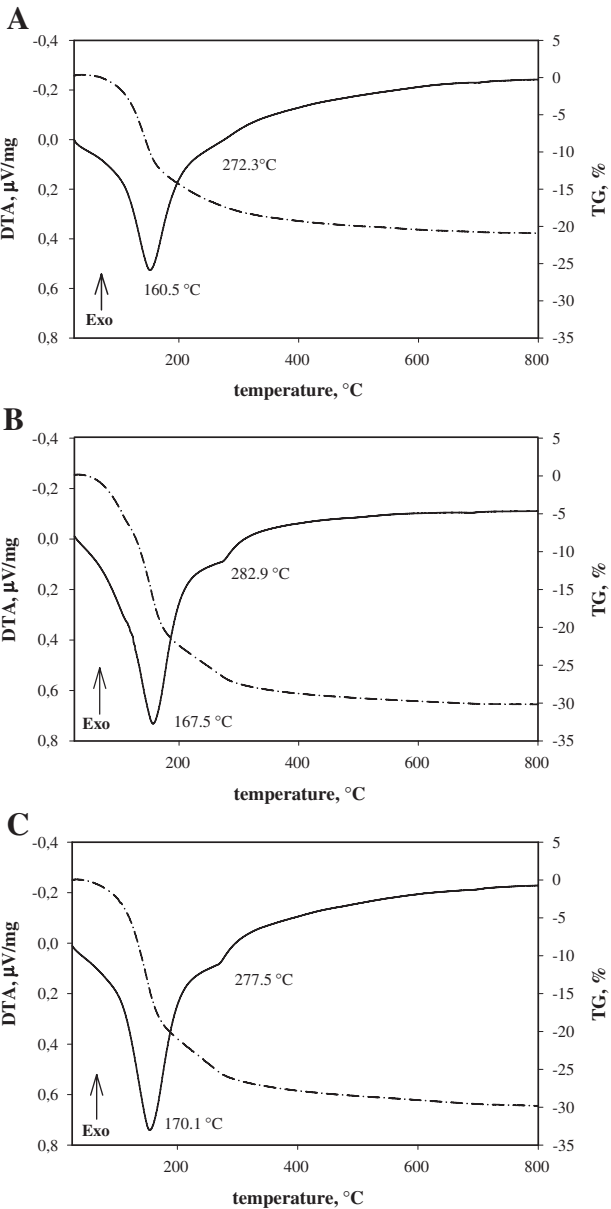 A
-0,4
-0,2
0,0
0,2
0,4
0,6
0,8
DTA, µV/mg
5
0
-5
-10
-15
-20
-25
-30
-35
TG, %
272.3°C
160.5 °C
Exo
200
400
600
800
temperature, °C
B
-0,4
-0,2
0,0
0,2
0,4
0,6
0,8
DTA, µV/mg
5
0
-5
-10
-15
-20
-25
-30
-35
TG, %
282.9 °C
167.5 °C
Exo
200
400
600
800
temperature, °C
C
-0,4
-0,2
0,0
0,2
0,4
0,6
0,8
DTA, µV/mg
5
0
-5
-10
-15
-20
-25
-30
-35
TG, %
277.5 °C
170.1 °C
Exo
200
400
600
800
temperature, °C